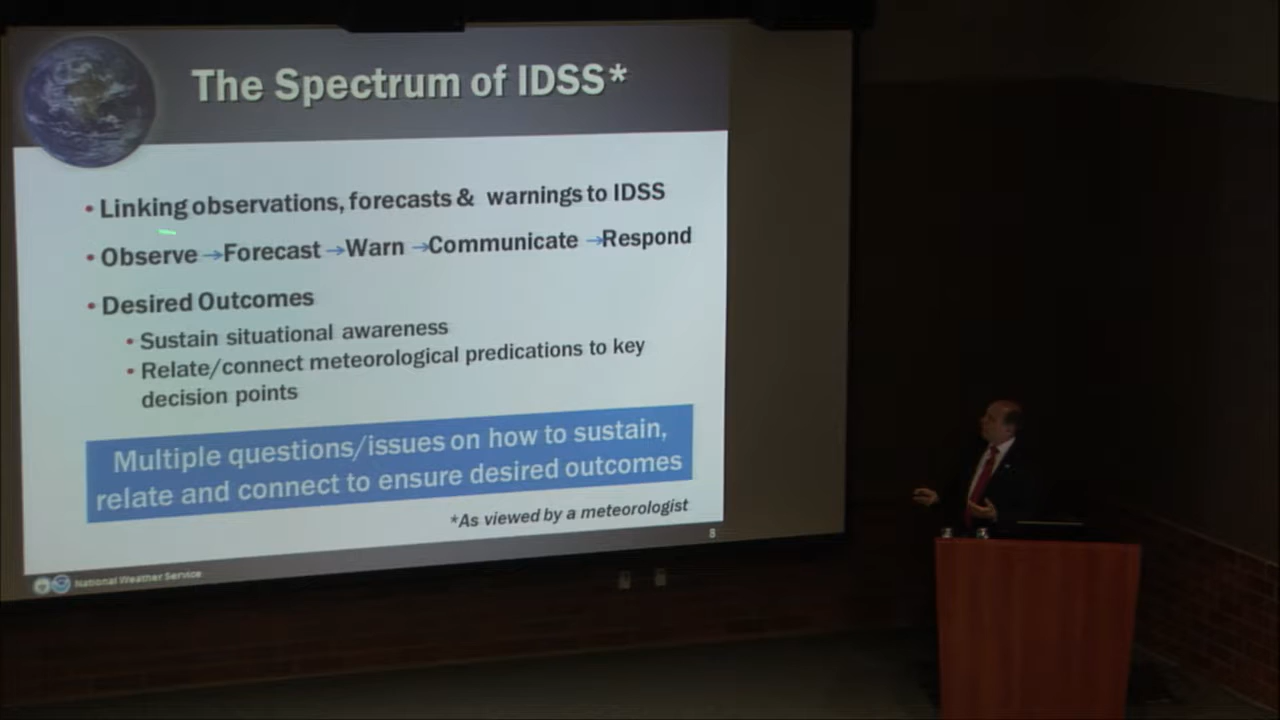 The Spectrum of IDSS*
• Linking observations, forecasts & warnings to IDSS
• Observe →Forecast →Warn →Communicate →Respond
• Desired Outcomes
• Sustain situational awareness
• Relate/connect meteorological predications to key
decision points
Multiple questions/issues on how to sustain,
relate and connect to ensure desired outcomes
*As viewed by a meteorologist
8
National Weather Service